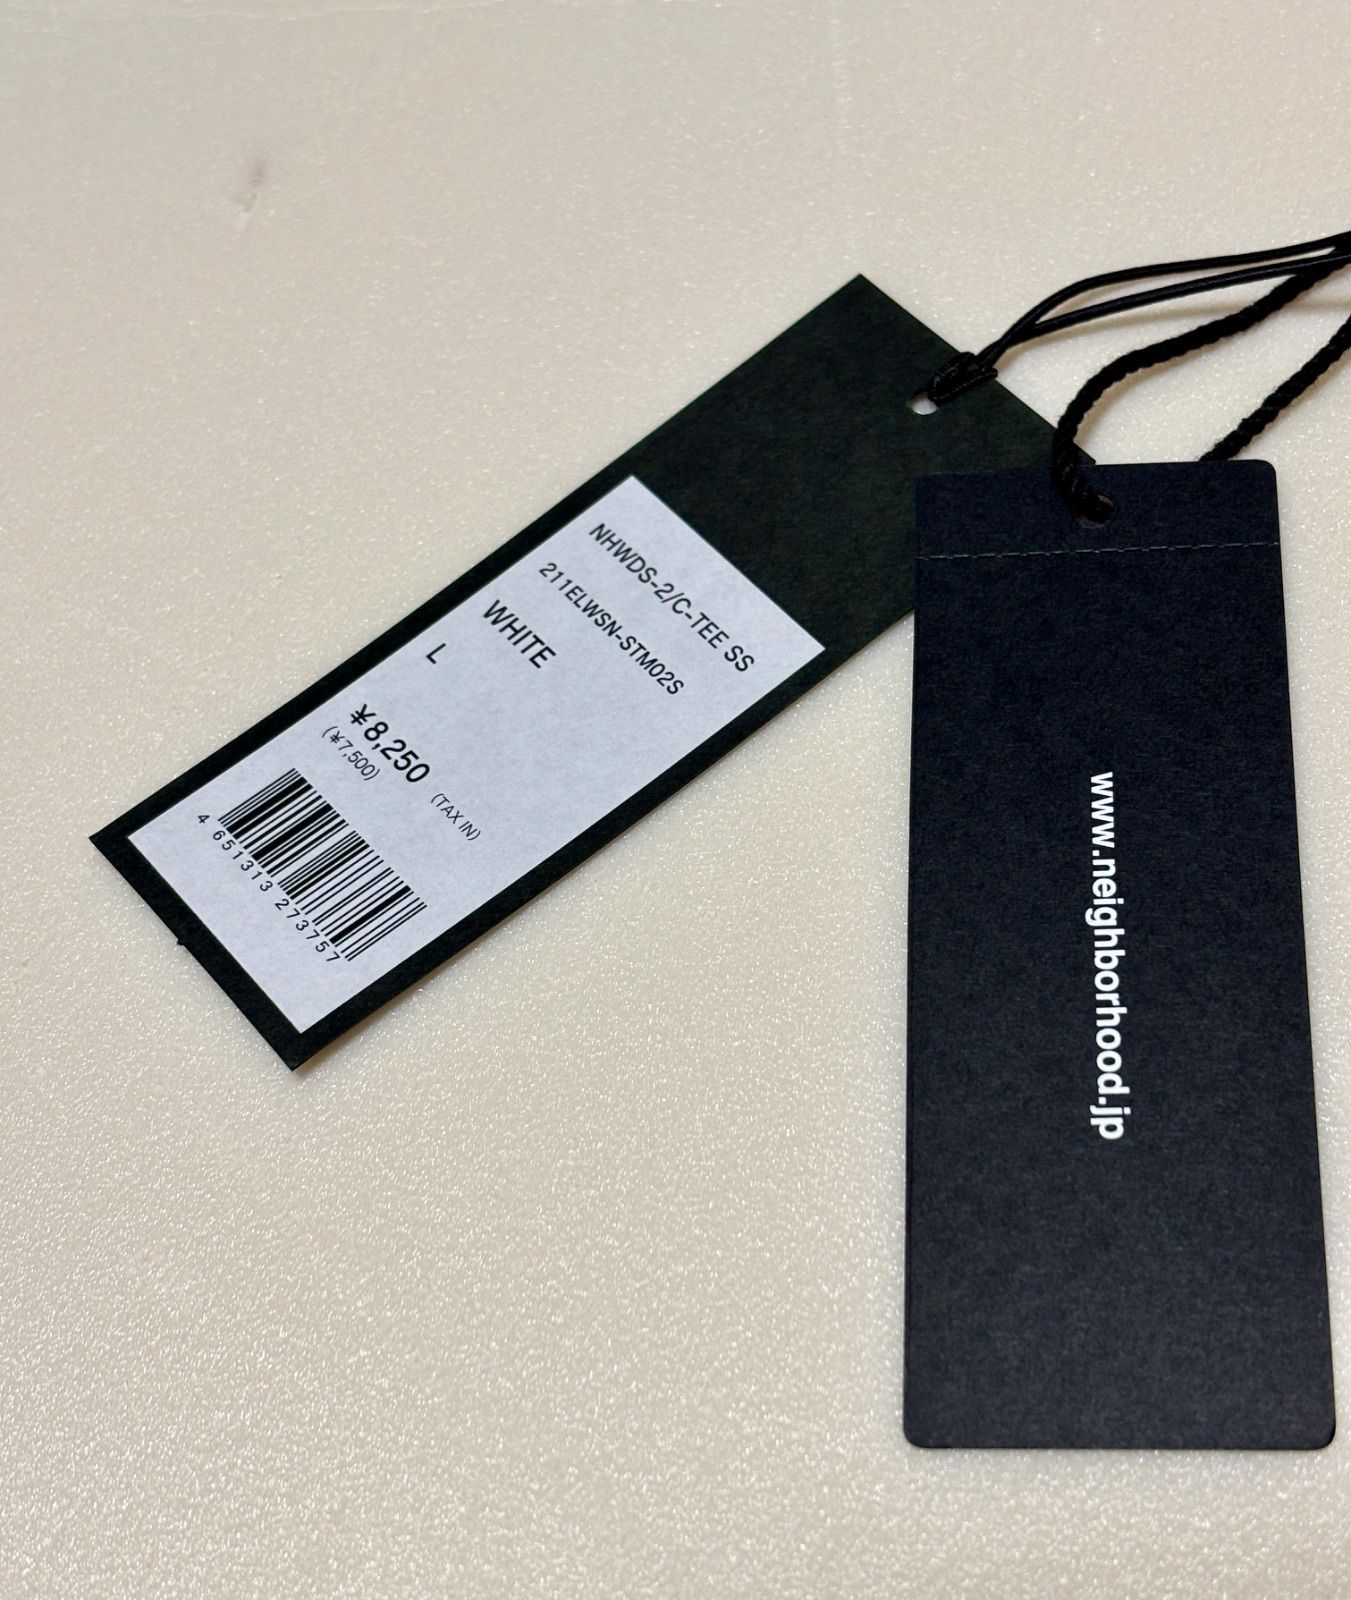 NHWDS-2/C-TEE SS
211ELWSN-STM02S
WHITE
L
¥8,250 (TAX IN)
(¥7,500)
4 651313 273757
www.neighborhood.jp